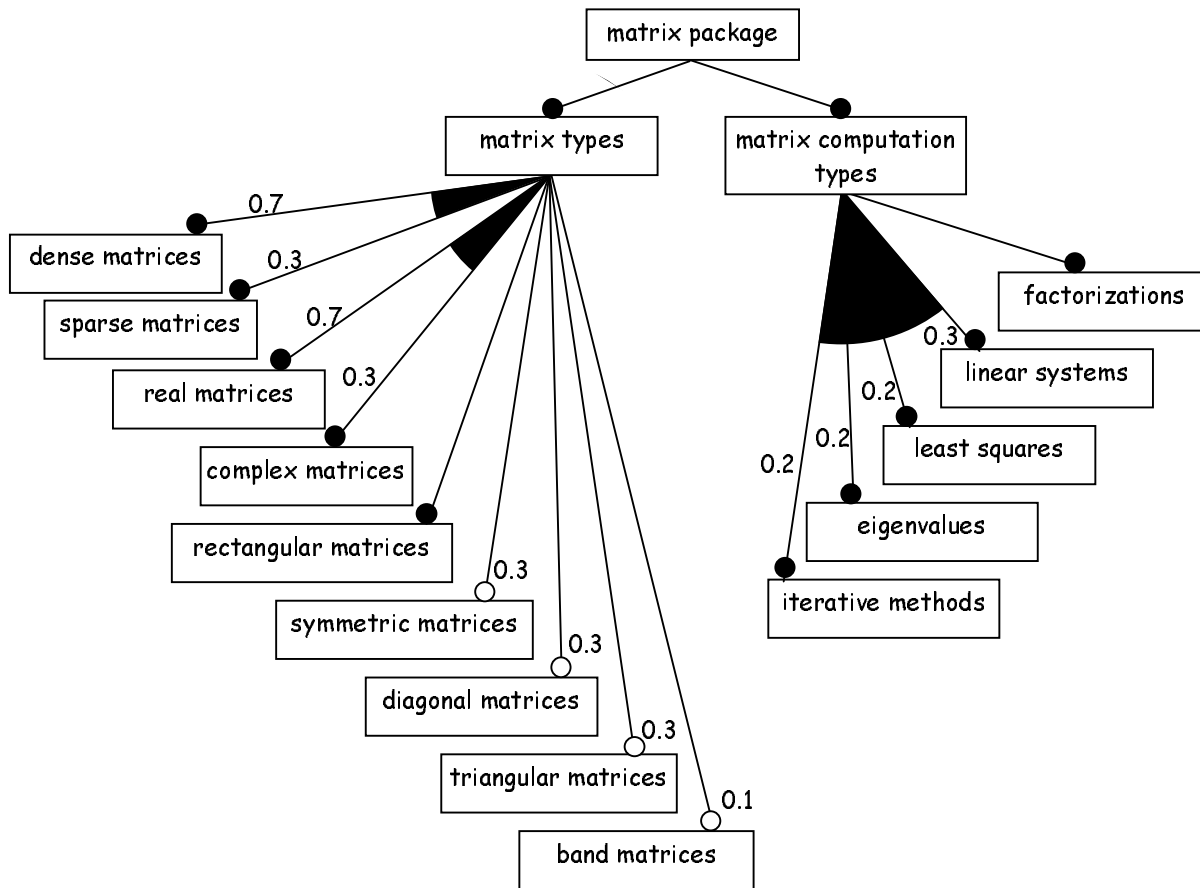 matrix package
matrix types
matrix computation
types
0.7
dense matrices
0.3
sparse matrices
0.7
real matrices
0.3
complex matrices
rectangular matrices
0.3
symmetric matrices
0.3
diagonal matrices
0.3
triangular matrices
0.1
band matrices
factorizations
0.3
linear systems
0.2
least squares
0.2
eigenvalues
0.2
iterative methods